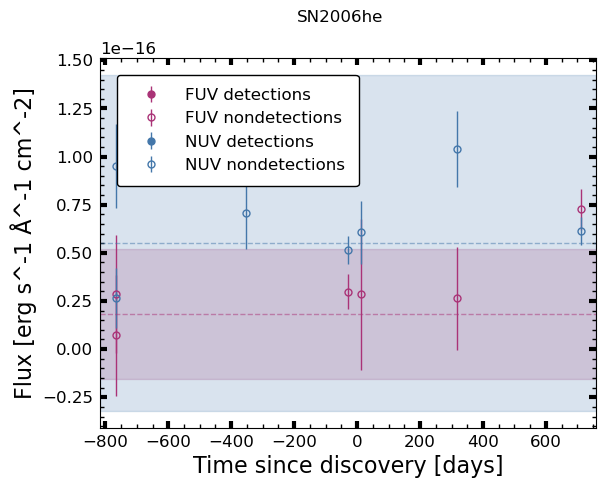 SN2006he
1e−16
1.50
1.25
1.00
0.75
0.50
0.25
0.00
−0.25
Flux [erg s^-1 Å^-1 cm^-2]
FUV detections
FUV nondetections
NUV detections
NUV nondetections
−800 −600 −400 −200 0 200 400 600
Time since discovery [days]